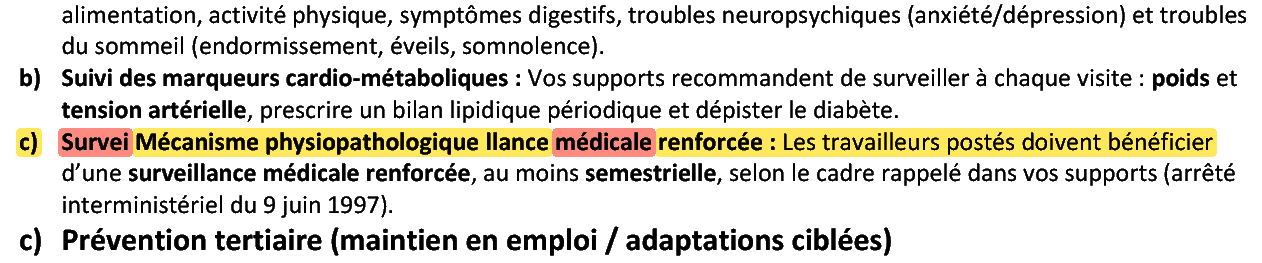 alimentation, activité physique, symptômes digestifs, troubles neuropsychiques (anxiété/dépression) et troubles
du sommeil (endormissement, éveils, somnolence).
b) Suivi des marqueurs cardio-métaboliques : Vos supports recommandent de surveiller à chaque visite : poids et
tension artérielle, prescrire un bilan lipidique périodique et dépister le diabète.
c) Survei Mécanisme physiopathologique llance médicale renforcée : Les travailleurs postés doivent bénéficier
d’une surveillance médicale renforcée, au moins semestrielle, selon le cadre rappelé dans vos supports (arrêté
interministériel du 9 juin 1997).
c) Prévention tertiaire (maintien en emploi / adaptations ciblées)